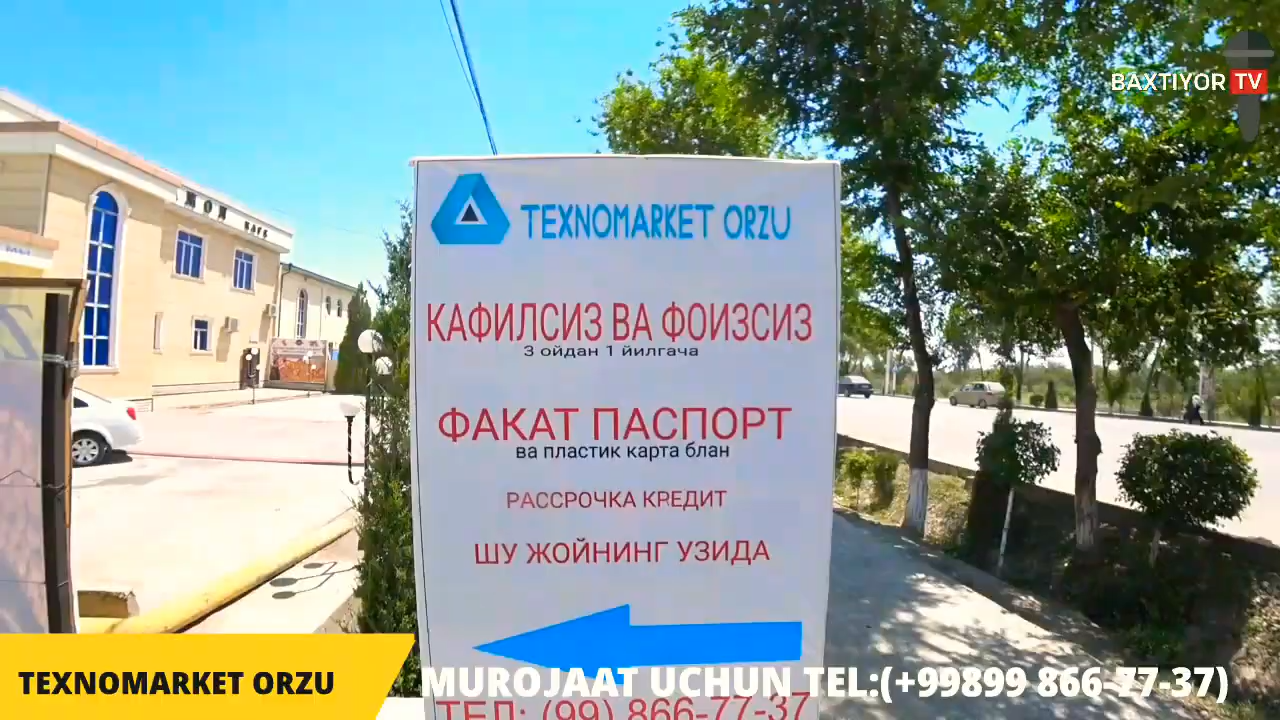 BAXTIYOR TV
TEXNOMARKET ORZU
КАФИЛСИЗ ВА ФОИЗСИЗ
3 ойдан 1 йилгача
ФАКАТ ПАСПОРТ
ва пластик карта блан
РАССРОЧКА КРЕДИТ
ШУ ЖОЙНИНГ УЗИДА
ТЕЛ: (99) 866-77-37
TEXNOMARKET ORZU
MUROJAAT UCHUN TEL:(+99899 866-77-37)